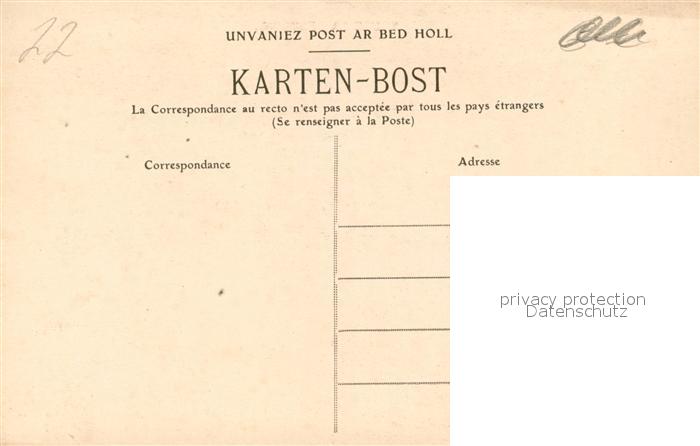 22
UNVANIEZ POST AR BED HOLL
KARTEN-BOST
La Correspondance au recto n'est pas acceptée par tous les pays étrangers
(Se renseigner à la Poste)
Correspondance
Adresse
privacy protection
Datenschutz